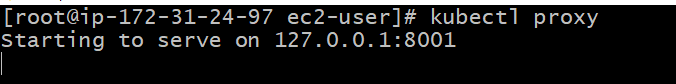 [root@ip-172-31-24-97 ec2-user]# kubectl proxy
Starting to serve on 127.0.0.1:8001